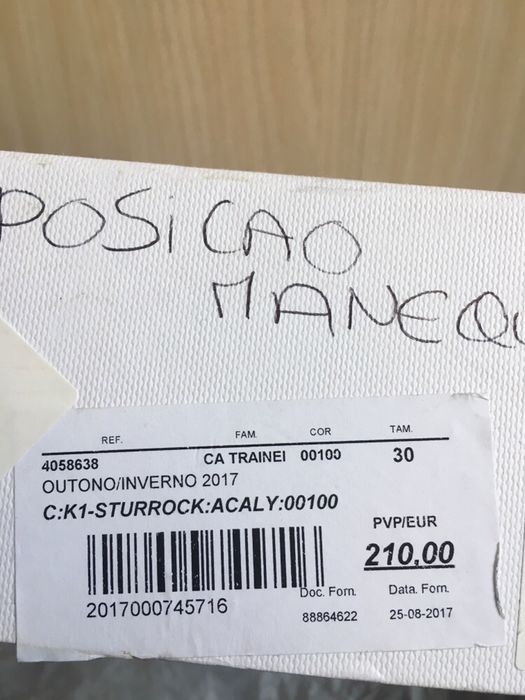 POSICAO
MANEQU
REF. FAM. COR TAM.
4058638 CA TRAINEI 00100 30
OUTONO/INVERNO 2017
C:K1-STURROCK:ACALY:00100
PVP/EUR
210,00
2017000745716
Doc. Forn. Data. Forn.
88864622 25-08-2017